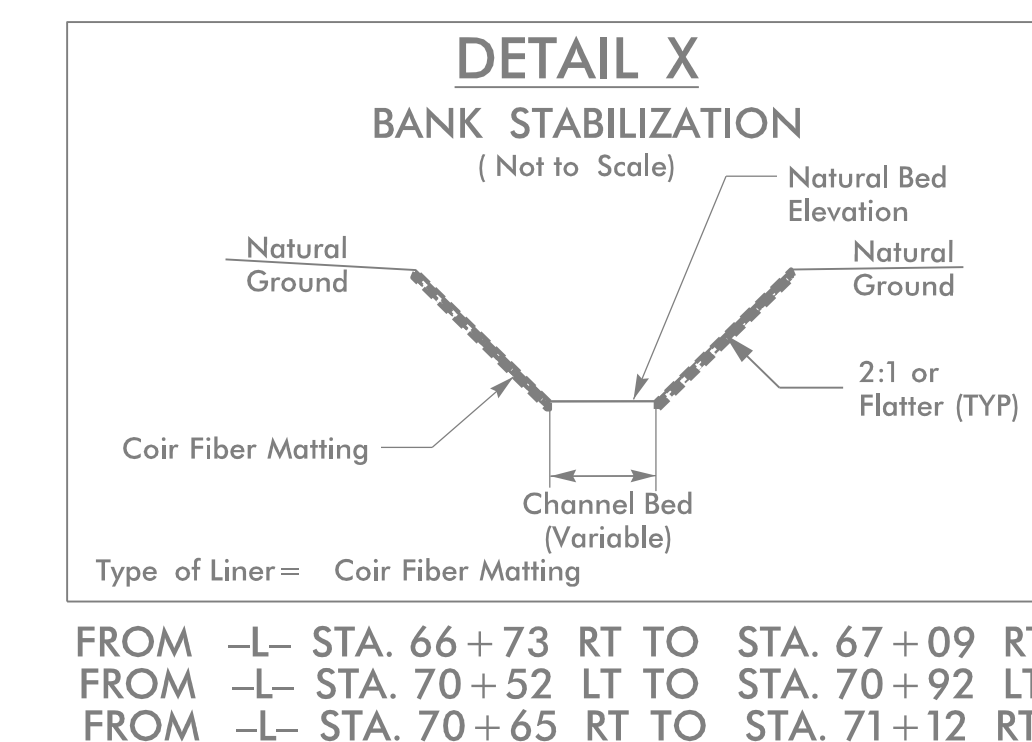 DETAIL X
BANK STABILIZATION
( Not to Scale)
Natural Bed
Elevation
Natural
Ground
Natural
Ground
2:1 or
Flatter (TYP)
Coir Fiber Matting
Channel Bed
(Variable)
Type of Liner = Coir Fiber Matting
FROM -L- STA. 66+73 RT TO STA. 67+09 RT
FROM -L- STA. 70+52 LT TO STA. 70+92 LT
FROM -L- STA. 70+65 RT TO STA. 71+12 RT